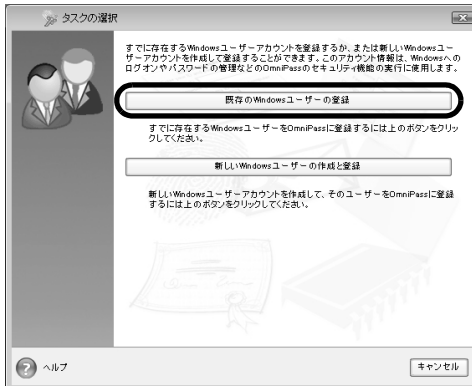 タスクの選択
すでに存在するWindowsユーザーアカウントを登録するか、または新しいWindowsユー
ザーアカウントを作成して登録することができます。このアカウント情報は、Windowsへの
ログオンやパスワードの管理などのOmniPassのセキュリティ機能の実行に使用します。
既存のWindowsユーザーの登録
すでに存在するWindowsユーザーをOmniPassに登録するには上のボタンをクリッ
クしてください。
新しいWindowsユーザーの作成と登録
新しいWindowsユーザーアカウントを作成して、そのユーザーをOmniPassに登録
するには上のボタンをクリックしてください。
ヘルプ
キャンセル